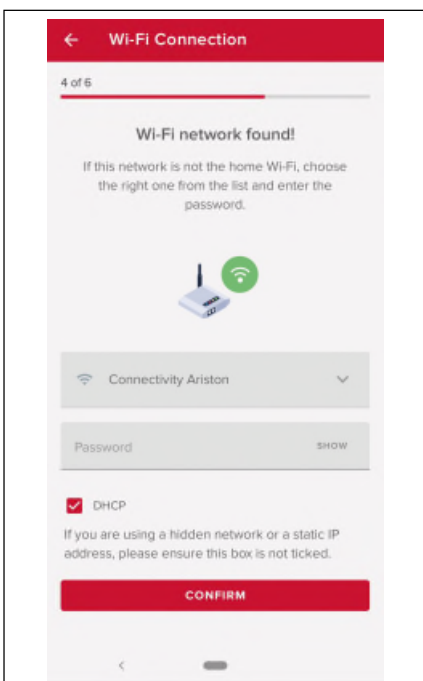 Wi-Fi Connection
4 of 6
Wi-Fi network found!
If this network is not the home Wi-Fi, choose
the right one from the list and enter the
password.
Connectivity Ariston
Password SHOW
DHCP
If you are using a hidden network or a static IP
address, please ensure this box is not ticked.
CONFIRM